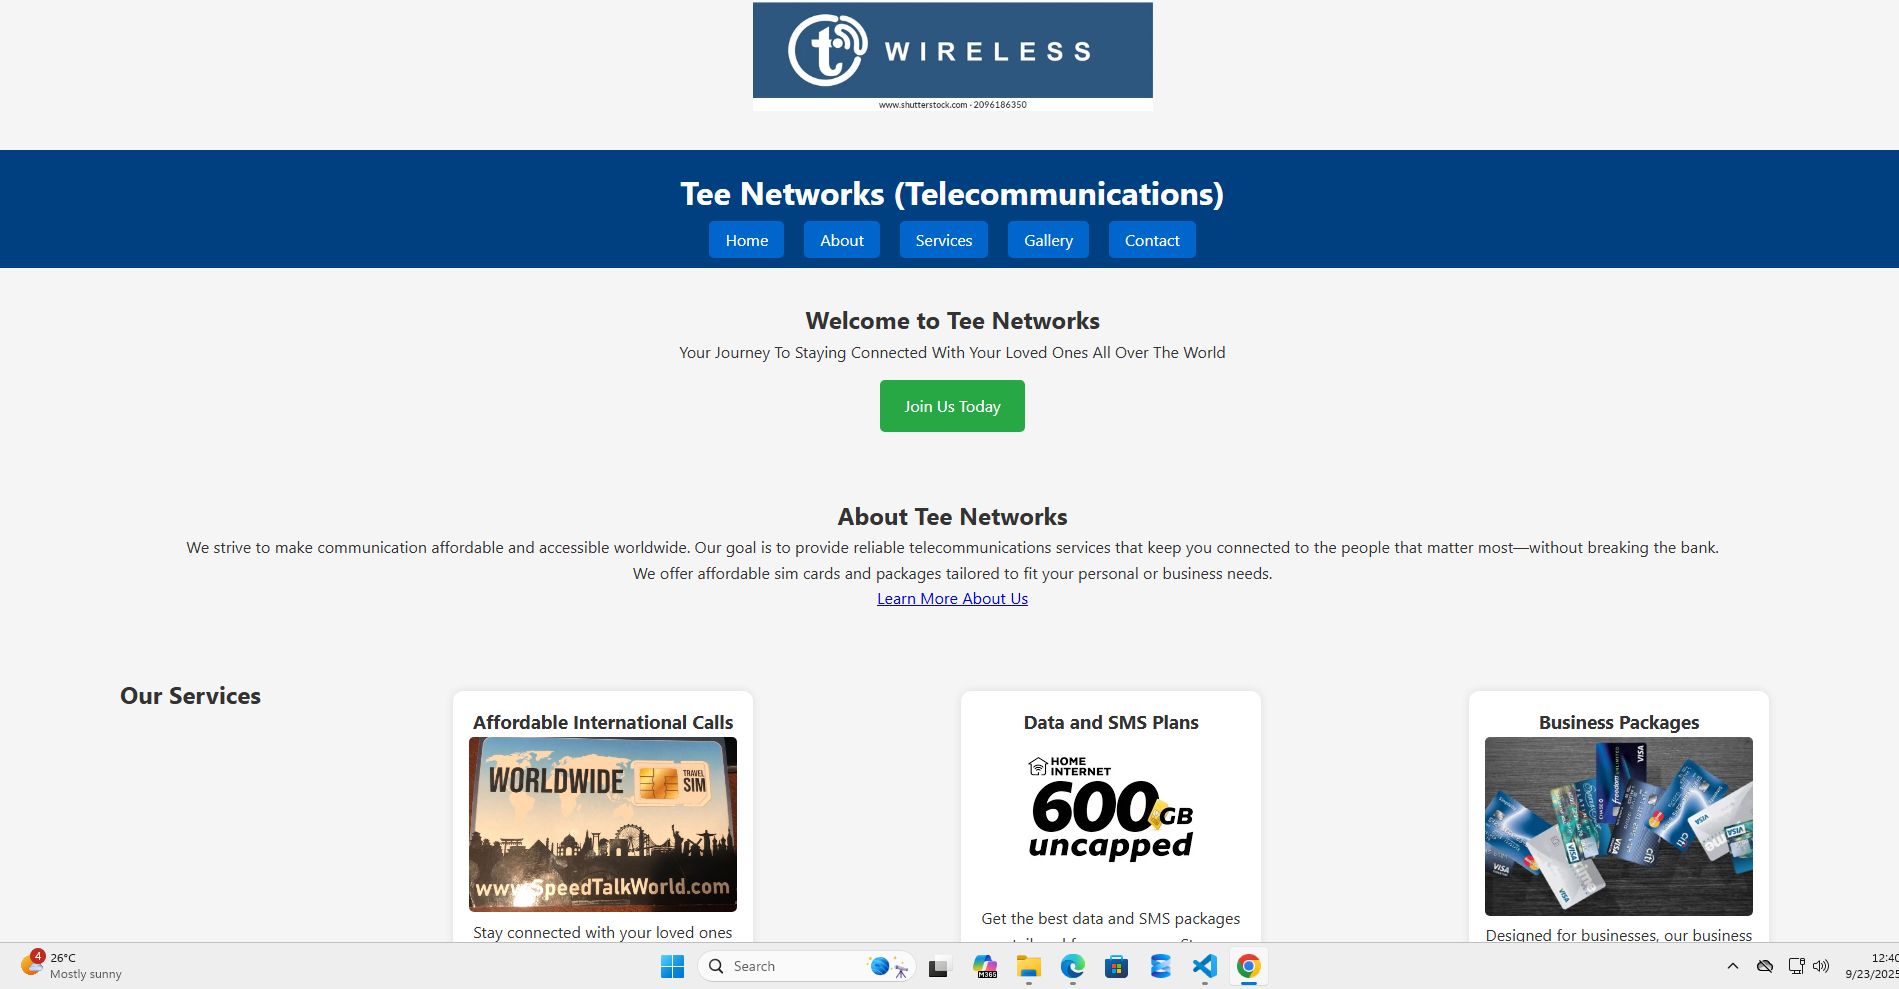 t WIRELESS
www.shutterstock.com · 2096186350
Tee Networks (Telecommunications)
Home About Services Gallery Contact
Welcome to Tee Networks
Your Journey To Staying Connected With Your Loved Ones All Over The World
Join Us Today
About Tee Networks
We strive to make communication affordable and accessible worldwide. Our goal is to provide reliable telecommunications services that keep you connected to the people that matter most—without breaking the bank.
We offer affordable sim cards and packages tailored to fit your personal or business needs.
Learn More About Us
Our Services
Affordable International Calls
WORLDWIDE
TRAVEL
SIM
www.SpeedTalkWorld.com
Stay connected with your loved ones
Data and SMS Plans
HOME
INTERNET
600GB
uncapped
Get the best data and SMS packages
Business Packages
VISA
freedom
citi
VISA
Designed for businesses, our business
4
26°C
Mostly sunny
Search
M365
12:40
9/23/2025